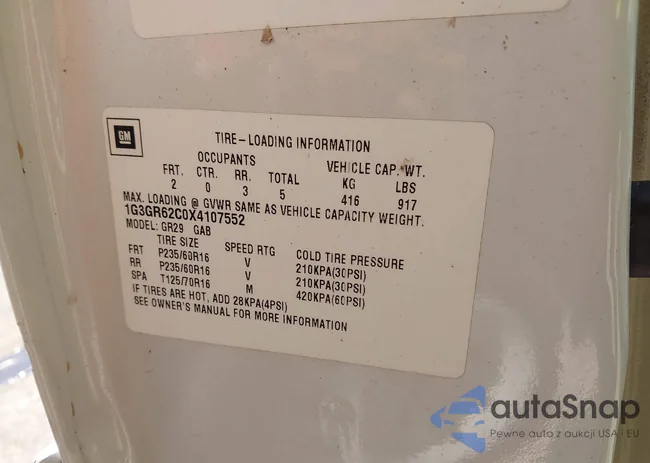 GM
TIRE-LOADING INFORMATION
OCCUPANTS VEHICLE CAP. WT.
FRT. CTR. RR. TOTAL KG LBS
2 0 3 5 416 917
MAX. LOADING @ GVWR SAME AS VEHICLE CAPACITY WEIGHT.
1G3GR62C0X4107552
MODEL: GR29 GAB
TIRE SIZE SPEED RTG COLD TIRE PRESSURE
FRT P235/60R16 V 210KPA(30PSI)
RR P235/60R16 V 210KPA(30PSI)
SPA T125/70R16 M 420KPA(60PSI)
IF TIRES ARE HOT, ADD 28KPA(4PSI)
SEE OWNER'S MANUAL FOR MORE INFORMATION
autaSnap
Pewne auto z aukcji USA i EU